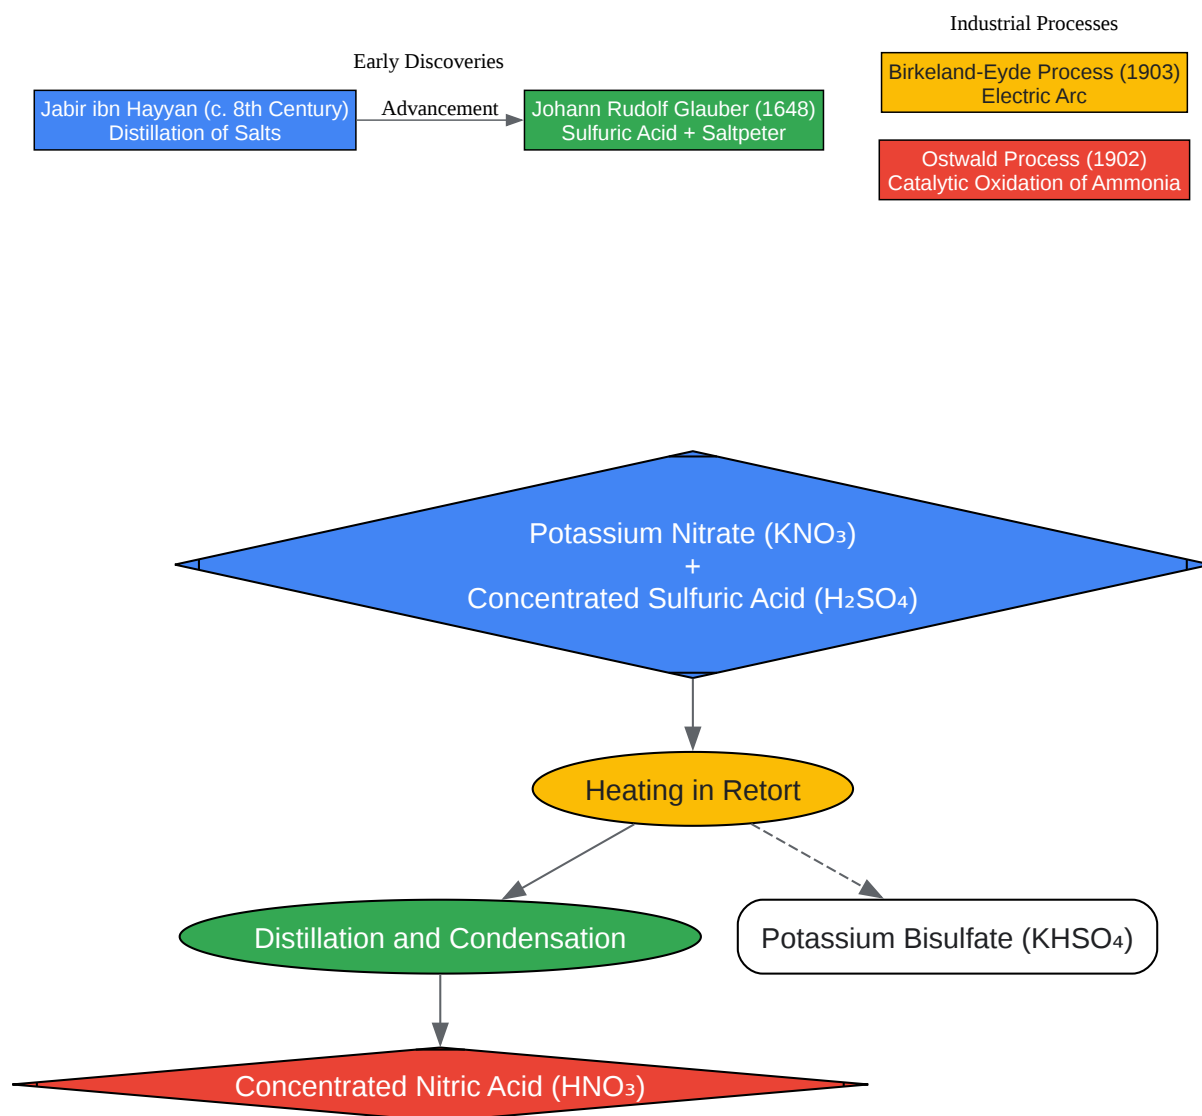 Early Discoveries
Jabir ibn Hayyan (c. 8th Century)
Distillation of Salts
Advancement
Johann Rudolf Glauber (1648)
Sulfuric Acid + Saltpeter
Industrial Processes
Birkeland-Eyde Process (1903)
Electric Arc
Ostwald Process (1902)
Catalytic Oxidation of Ammonia
Potassium Nitrate (KNO₃)
+
Concentrated Sulfuric Acid (H₂SO₄)
Heating in Retort
Distillation and Condensation
Potassium Bisulfate (KHSO₄)
Concentrated Nitric Acid (HNO₃)